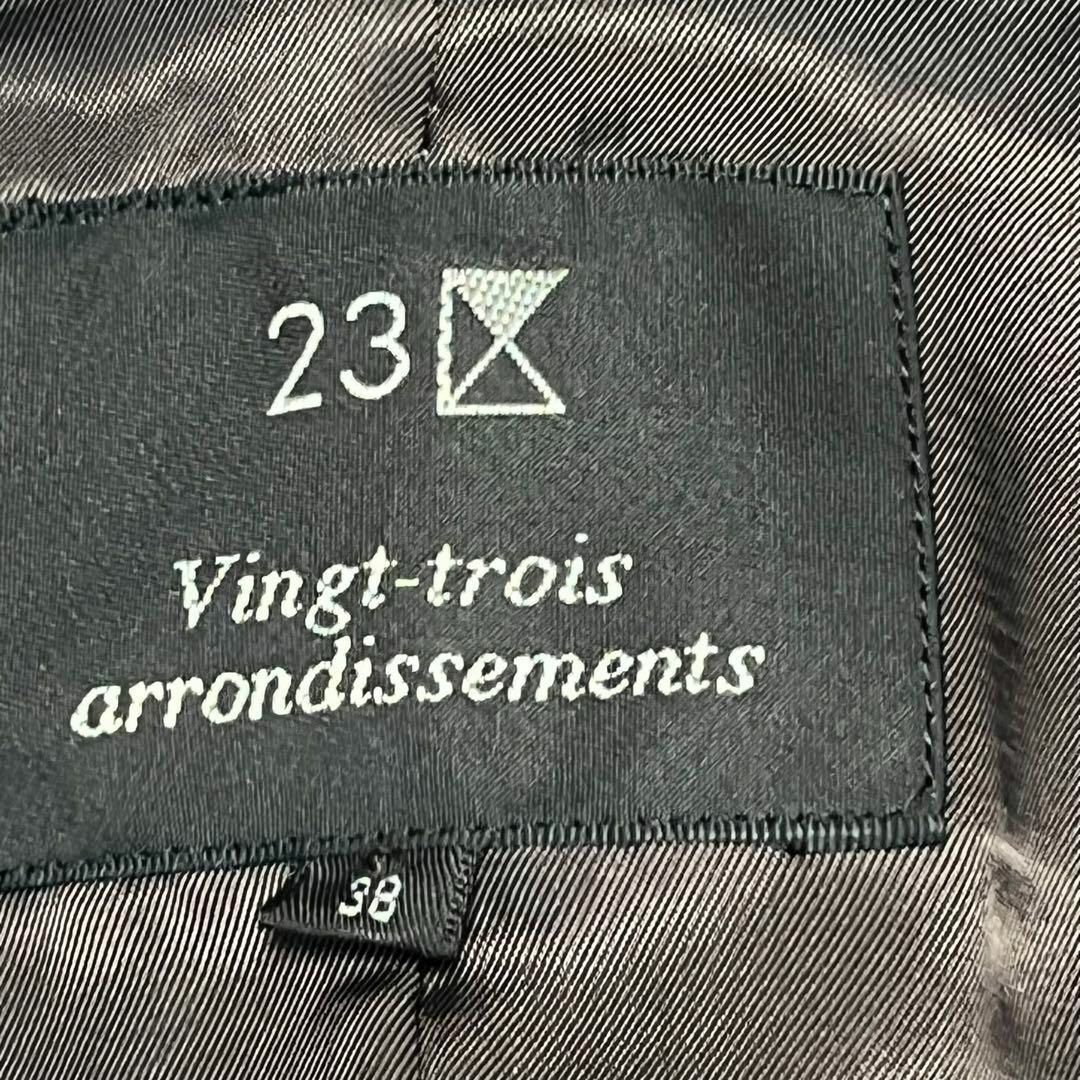 23
Vingt-trois
arrondissements
38